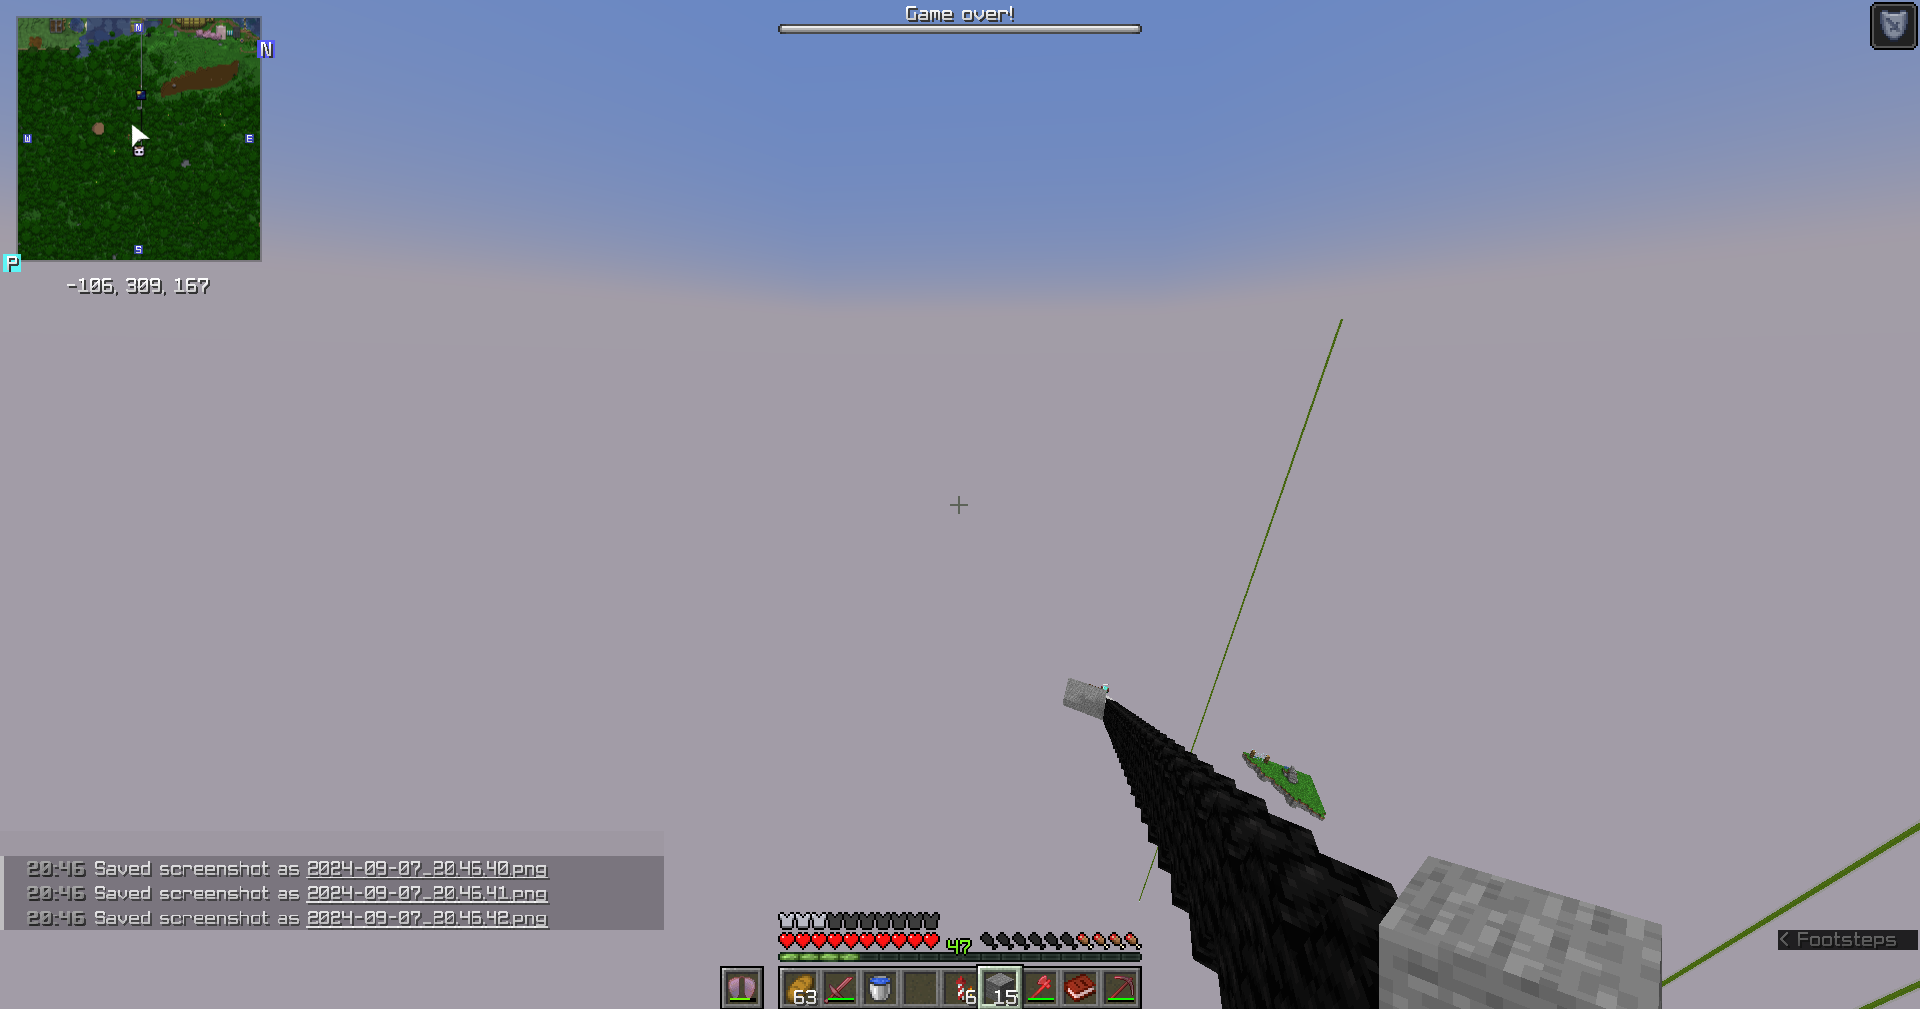 Game over!
N
N
W
E
S
P
-106, 309, 167
20:46 Saved screenshot as 2024-09-07_20.46.40.png
20:46 Saved screenshot as 2024-09-07_20.46.41.png
20:46 Saved screenshot as 2024-09-07_20.46.42.png
< Footsteps
47
63
6
15